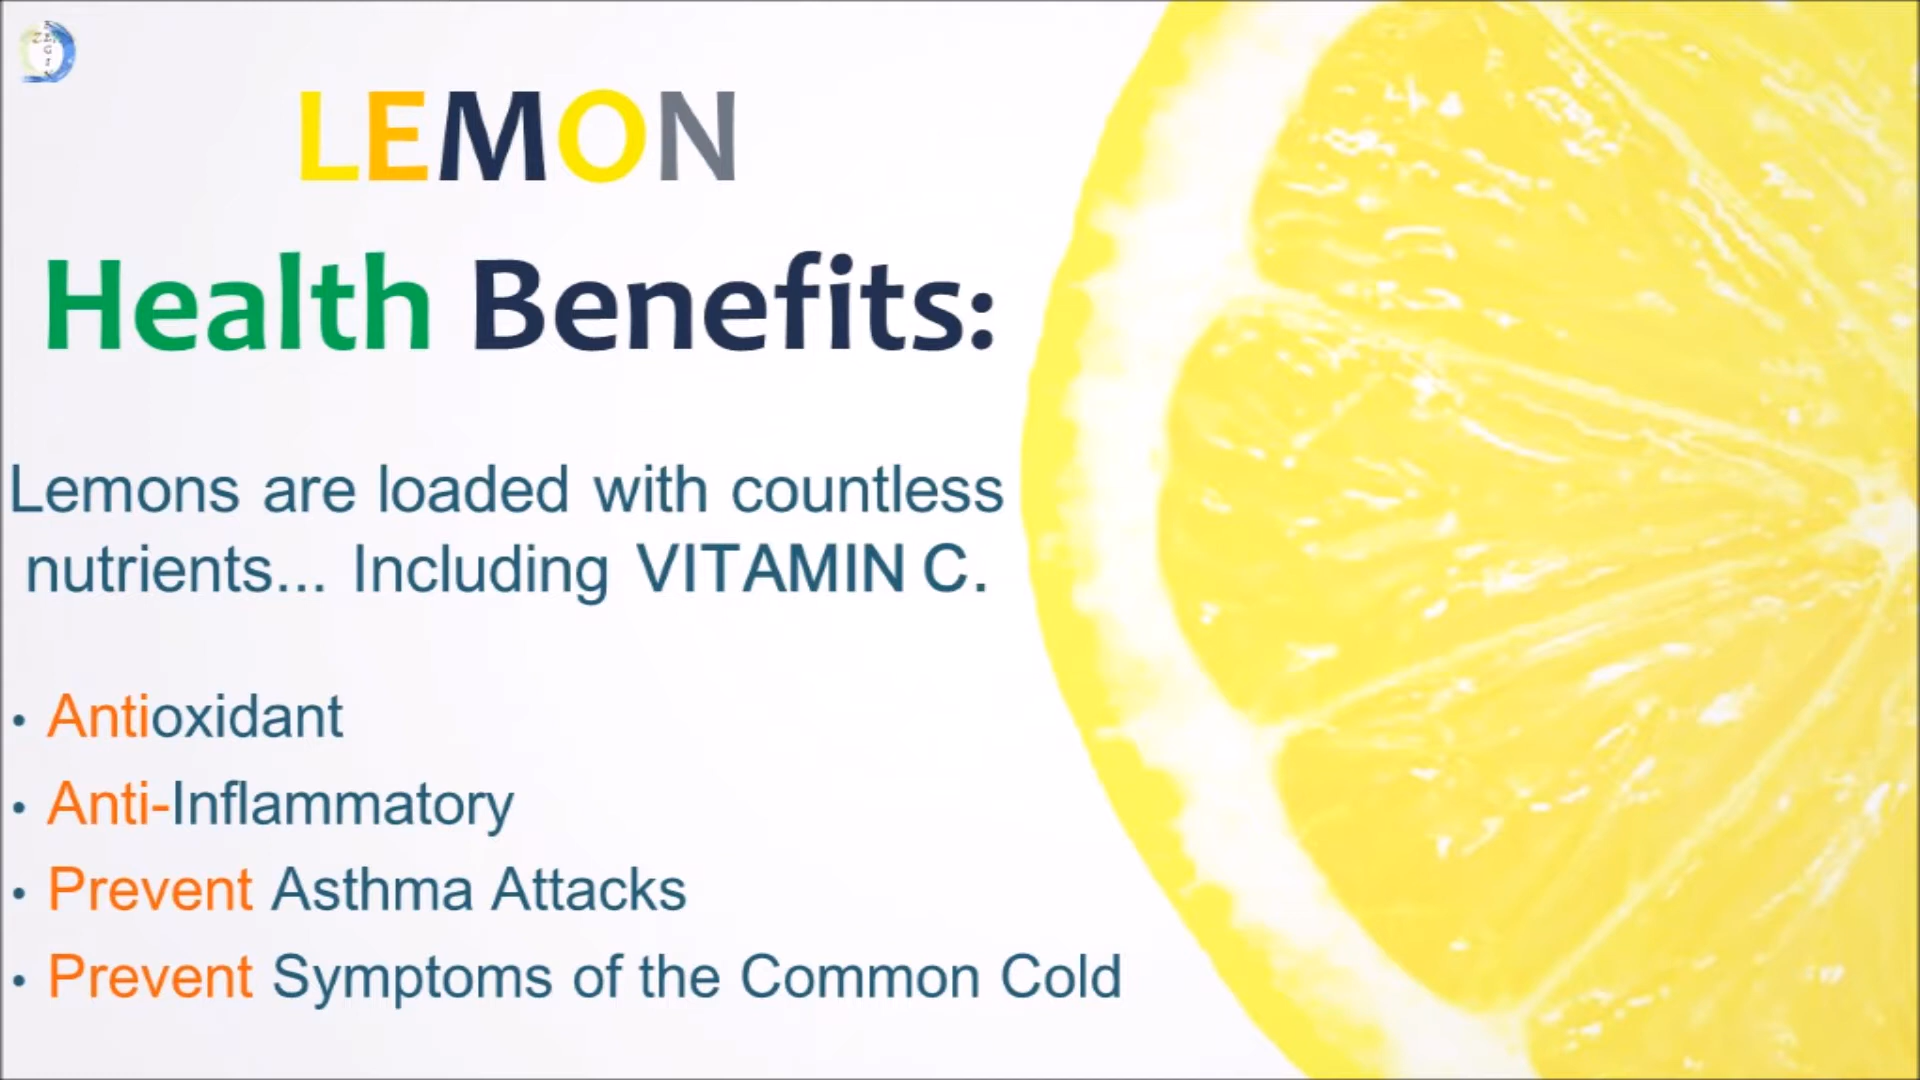 LEMON
Health Benefits:
Lemons are loaded with countless
nutrients... Including VITAMIN C.
• Antioxidant
• Anti-Inflammatory
• Prevent Asthma Attacks
• Prevent Symptoms of the Common Cold